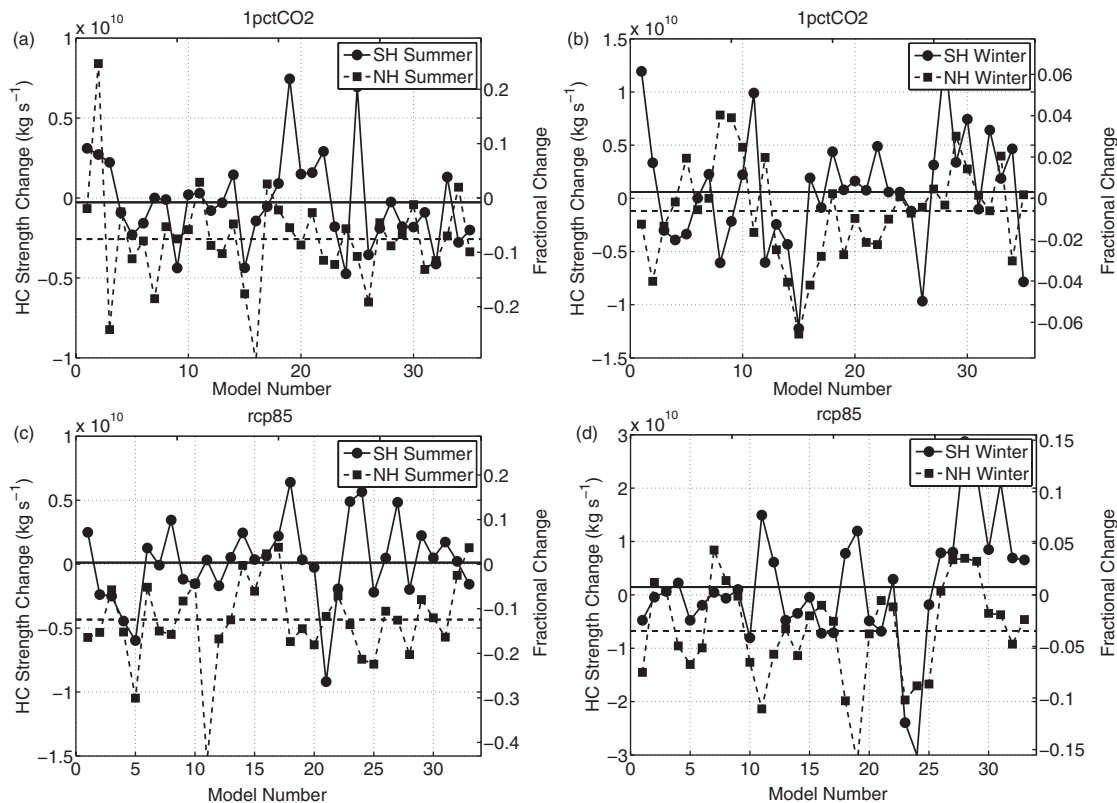 (a)
1pctCO2
x 10^10
SH Summer
NH Summer
1
0.5
0
−0.5
−1
0.2
0.1
0
−0.1
−0.2
0
10
20
30
HC Strength Change (kg s−1)
Fractional Change
Model Number
(b)
1pctCO2
x 10^10
SH Winter
NH Winter
1.5
1
0.5
0
−0.5
−1
−1.5
0.06
0.04
0.02
0
−0.02
−0.04
−0.06
0
10
20
30
HC Strength Change (kg s−1)
Fractional Change
Model Number
(c)
rcp85
x 10^10
SH Summer
NH Summer
1
0.5
0
−0.5
−1
−1.5
0.2
0.1
0
−0.1
−0.2
−0.3
−0.4
0
5
10
15
20
25
30
HC Strength Change (kg s−1)
Fractional Change
Model Number
(d)
rcp85
x 10^10
SH Winter
NH Winter
3
2
1
0
−1
−2
−3
0.15
0.1
0.05
0
−0.05
−0.1
−0.15
0
5
10
15
20
25
30
HC Strength Change (kg s−1)
Fractional Change
Model Number